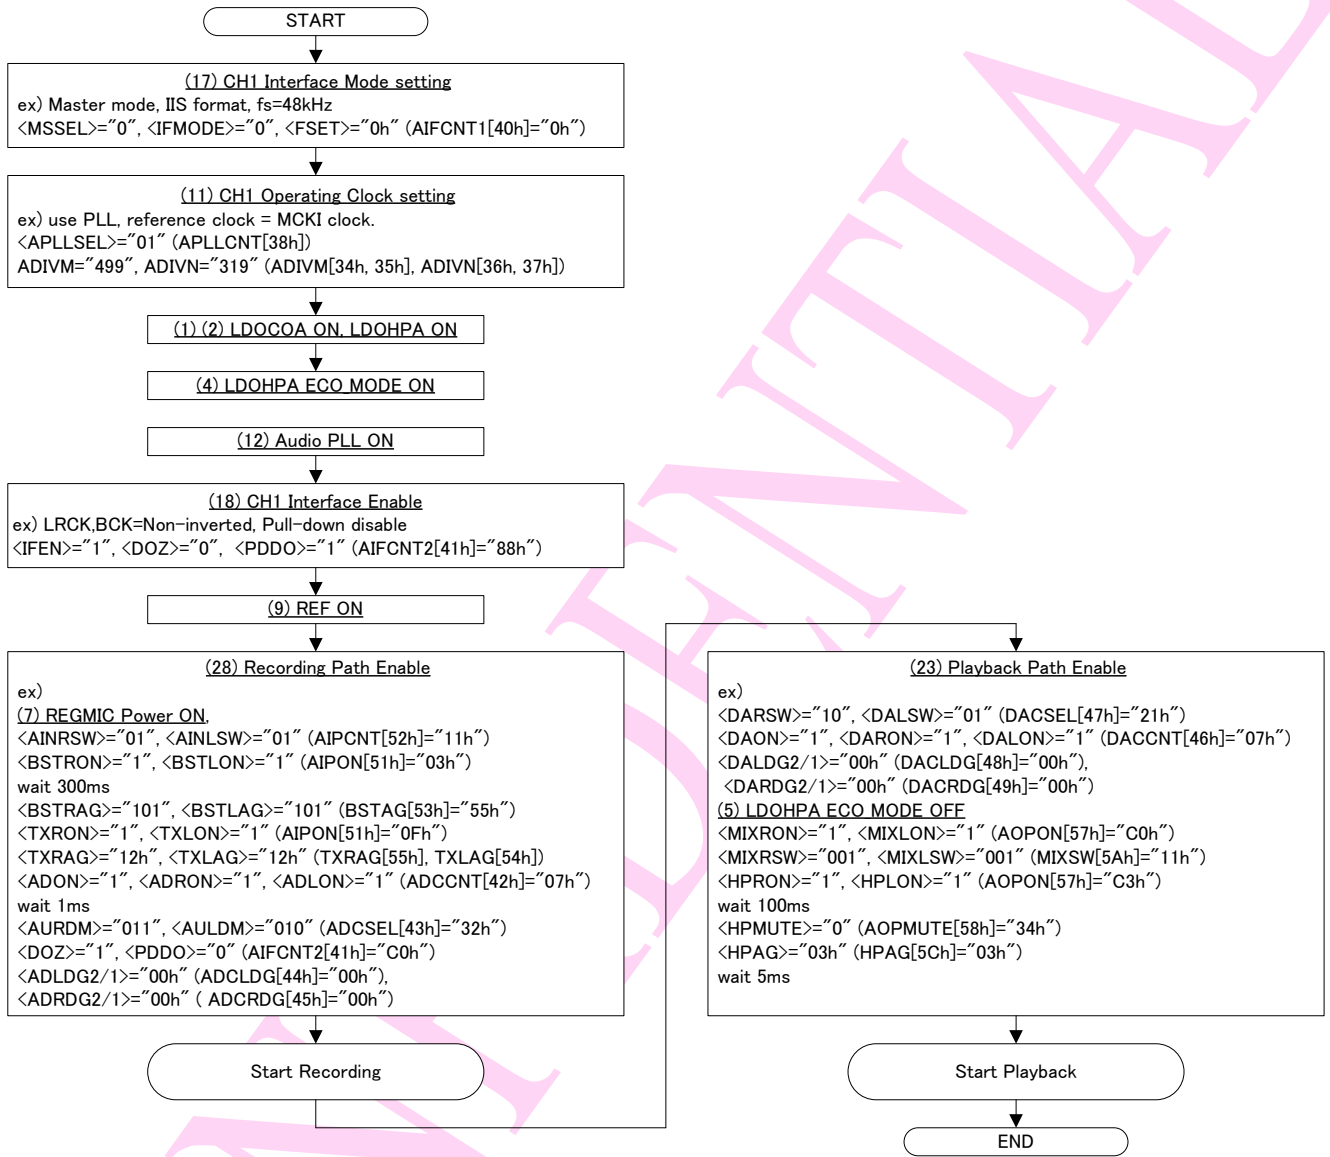 START
(17) CH1 Interface Mode setting
ex) Master mode, IIS format, fs=48kHz
<MSSEL>="0", <IFMODE>="0", <FSET>="0h" (AIFCNT1[40h]="0h")
(11) CH1 Operating Clock setting
ex) use PLL, reference clock = MCKI clock.
<APLLSEL>="01" (APLLCNT[38h])
ADIVM="499", ADIVN="319" (ADIVM[34h, 35h], ADIVN[36h, 37h])
(1) (2) LDOCOA ON, LDOHPA ON
(4) LDOHPA ECO_MODE ON
(12) Audio PLL ON
(18) CH1 Interface Enable
ex) LRCK,BCK=Non-inverted, Pull-down disable
<IFEN>="1", <DOZ>="0", <PDDO>="1" (AIFCNT2[41h]="88h")
(9) REF ON
(28) Recording Path Enable
ex)
(7) REGMIC Power ON,
<AINRSW>="01", <AINLSW>="01" (AIPCNT[52h]="11h")
<BSTRON>="1", <BSTLON>="1" (AIPON[51h]="03h")
wait 300ms
<BSTRAG>="101", <BSTLAG>="101" (BSTAG[53h]="55h")
<TXRON>="1", <TXLON>="1" (AIPON[51h]="0Fh")
<TXRAG>="12h", <TXLAG>="12h" (TXRAG[55h], TXLAG[54h])
<ADON>="1", <ADRON>="1", <ADLON>="1" (ADCCNT[42h]="07h")
wait 1ms
<AURDM>="011", <AULDM>="010" (ADCSEL[43h]="32h")
<DOZ>="1", <PDDO>="0" (AIFCNT2[41h]="C0h")
<ADLDG2/1>="00h" (ADCLDG[44h]="00h"),
<ADRDG2/1>="00h" ( ADCRDG[45h]="00h")
Start Recording
(23) Playback Path Enable
ex)
<DARSW>="10", <DALSW>="01" (DACSEL[47h]="21h")
<DAON>="1", <DARON>="1", <DALON>="1" (DACCNT[46h]="07h")
<DALDG2/1>="00h" (DACLDG[48h]="00h"),
<DARDG2/1>="00h" (DACRDG[49h]="00h")
(5) LDOHPA ECO MODE OFF
<MIXRON>="1", <MIXLON>="1" (AOPON[57h]="C0h")
<MIXRSW>="001", <MIXLSW>="001" (MIXSW[5Ah]="11h")
<HPRON>="1", <HPLON>="1" (AOPON[57h]="C3h")
wait 100ms
<HPMUTE>="0" (AOPMUTE[58h]="34h")
<HPAG>="03h" (HPAG[5Ch]="03h")
wait 5ms
Start Playback
END